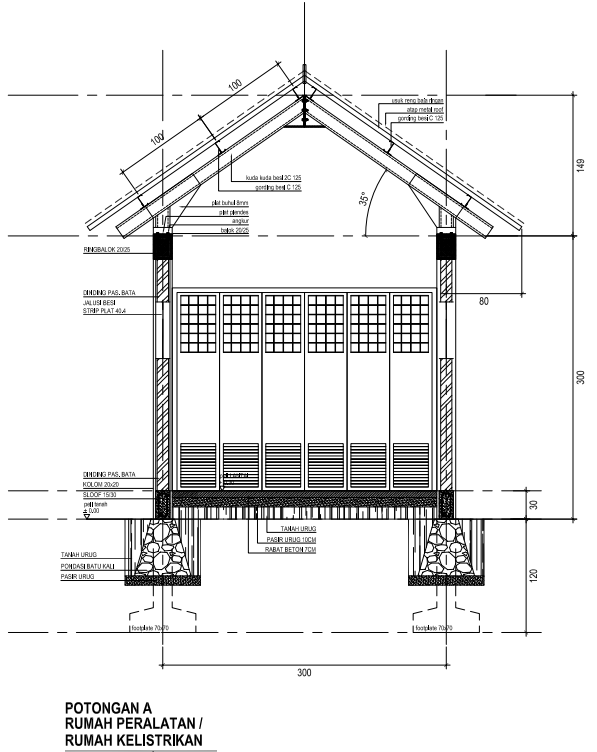 100
100
usuk reng baja ringan
atap metal roof
gording besi C 125
149
kuda kuda besi 2C 125
gording besi C 125
35°
plat buhul 8mm
plat plendes
angkur
balok 20/25
RINGBALOK 20/25
DINDING PAS. BATA
JALUSI BESI
STRIP PLAT 40.4
80
300
DINDING PAS. BATA
KOLOM 20x20
SLOOF 15/30
peil tanah
± 0.00
30
TANAH URUG
PASIR URUG 10CM
RABAT BETON 7CM
TANAH URUG
PONDASI BATU KALI
PASIR URUG
120
footplate 70x70
footplate 70x70
300
POTONGAN A
RUMAH PERALATAN /
RUMAH KELISTRIKAN